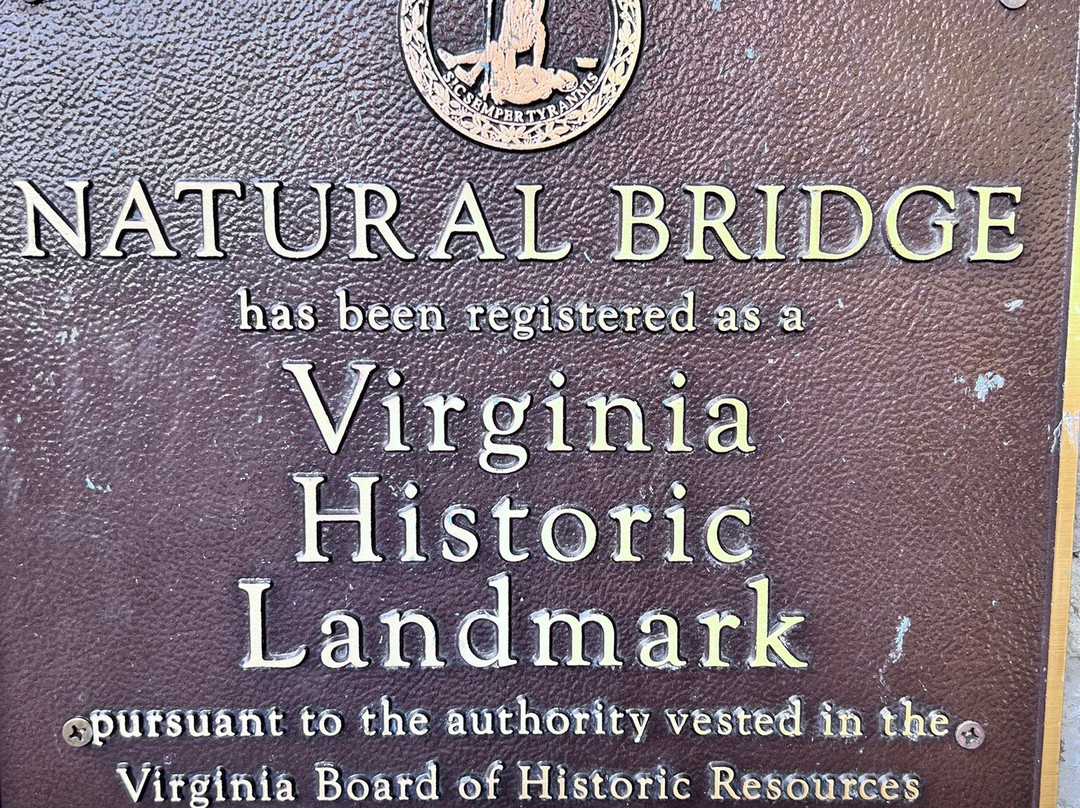 SIC SEMPER TYRANNIS
NATURAL BRIDGE
has been registered as a
Virginia
Historic
Landmark
pursuant to the authority vested in the
Virginia Board of Historic Resources